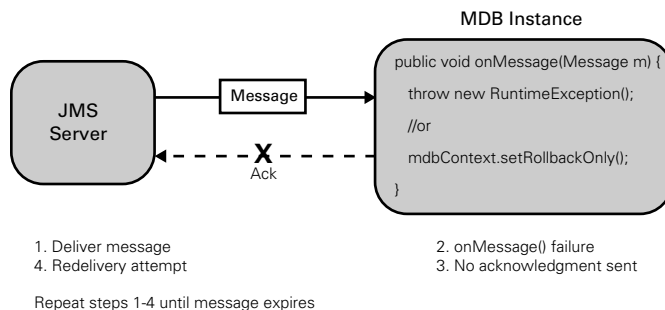 MDB Instance
JMS
Server
Message
X
Ack
public void onMessage(Message m) {
throw new RuntimeException();
//or
mdbContext.setRollbackOnly();
}
1. Deliver message
4. Redelivery attempt
2. onMessage() failure
3. No acknowledgment sent
Repeat steps 1-4 until message expires